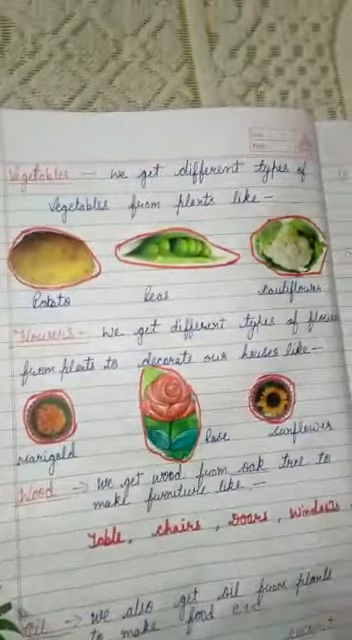 Vegetables - We get different types of
Vegetables from plants like -
Potato Peas Cauliflower
Flowers - We get different types of flowers
from plants to decorate our houses like -
Marigold Rose Sunflower
Wood -> We get wood from oak tree to
make furniture like. -
Table, chairs, Doors, Windows
Oil -> We also get oil from plants
to make food etc